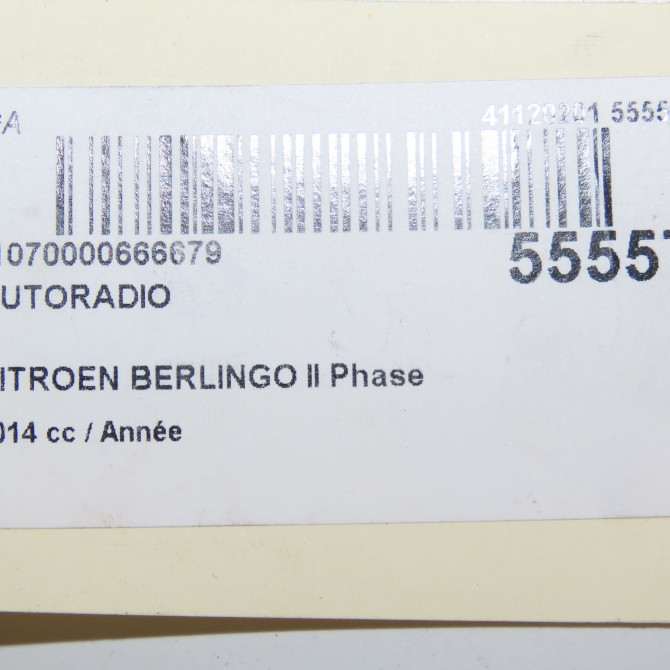 *A 41120201 5555
1070000666679 55557
UTORADIO
ITROEN BERLINGO II Phase
014 cc / Année